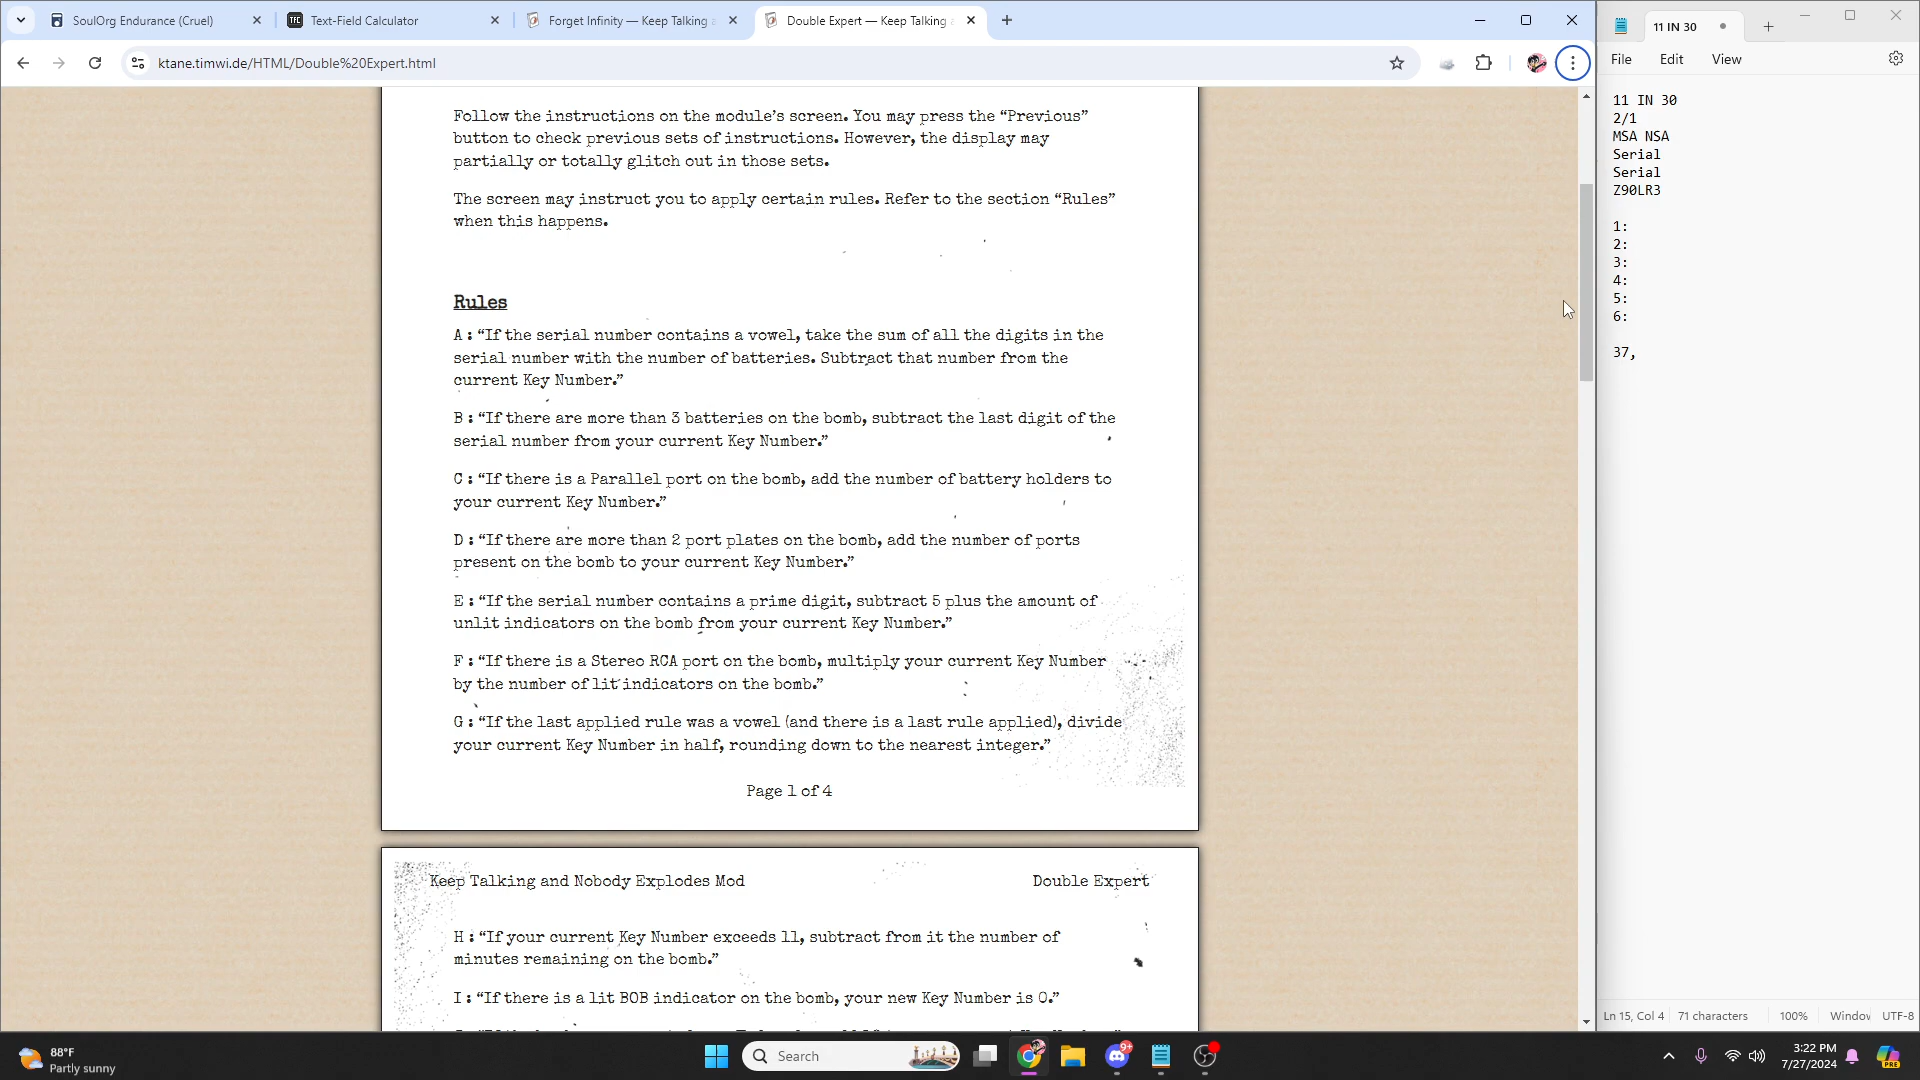 SoulOrg Endurance (Cruel)
TFC
Text-Field Calculator
Forget Infinity — Keep Talking
Double Expert — Keep Talking
ktane.timwi.de/HTML/Double%20Expert.html
Follow the instructions on the module's screen. You may press the “Previous”
button to check previous sets of instructions. However, the display may
partially or totally glitch out in those sets.
The screen may instruct you to apply certain rules. Refer to the section “Rules”
when this happens.
Rules
A : “If the serial number contains a vowel, take the sum of all the digits in the
serial number with the number of batteries. Subtract that number from the
current Key Number.”
B : “If there are more than 3 batteries on the bomb, subtract the last digit of the
serial number from your current Key Number.”
C : “If there is a Parallel port on the bomb, add the number of battery holders to
your current Key Number.”
D : “If there are more than 2 port plates on the bomb, add the number of ports
present on the bomb to your current Key Number.”
E : “If the serial number contains a prime digit, subtract 5 plus the amount of
unlit indicators on the bomb from your current Key Number.”
F : “If there is a Stereo RCA port on the bomb, multiply your current Key Number
by the number of lit indicators on the bomb.”
G : “If the last applied rule was a vowel (and there is a last rule applied), divide
your current Key Number in half, rounding down to the nearest integer.”
Page 1 of 4
Keep Talking and Nobody Explodes Mod
Double Expert
H : “If your current Key Number exceeds 11, subtract from it the number of
minutes remaining on the bomb.”
I : “If there is a lit BOB indicator on the bomb, your new Key Number is 0.”
11 IN 30
File Edit View
11 IN 30
2/1
MSA NSA
Serial
Serial
Z90LR3
1:
2:
3:
4:
5:
6:
37,
Ln 15, Col 4 71 characters 100% Window UTF-8
88°F
Partly sunny
Search
9+
PRE
3:22 PM
7/27/2024